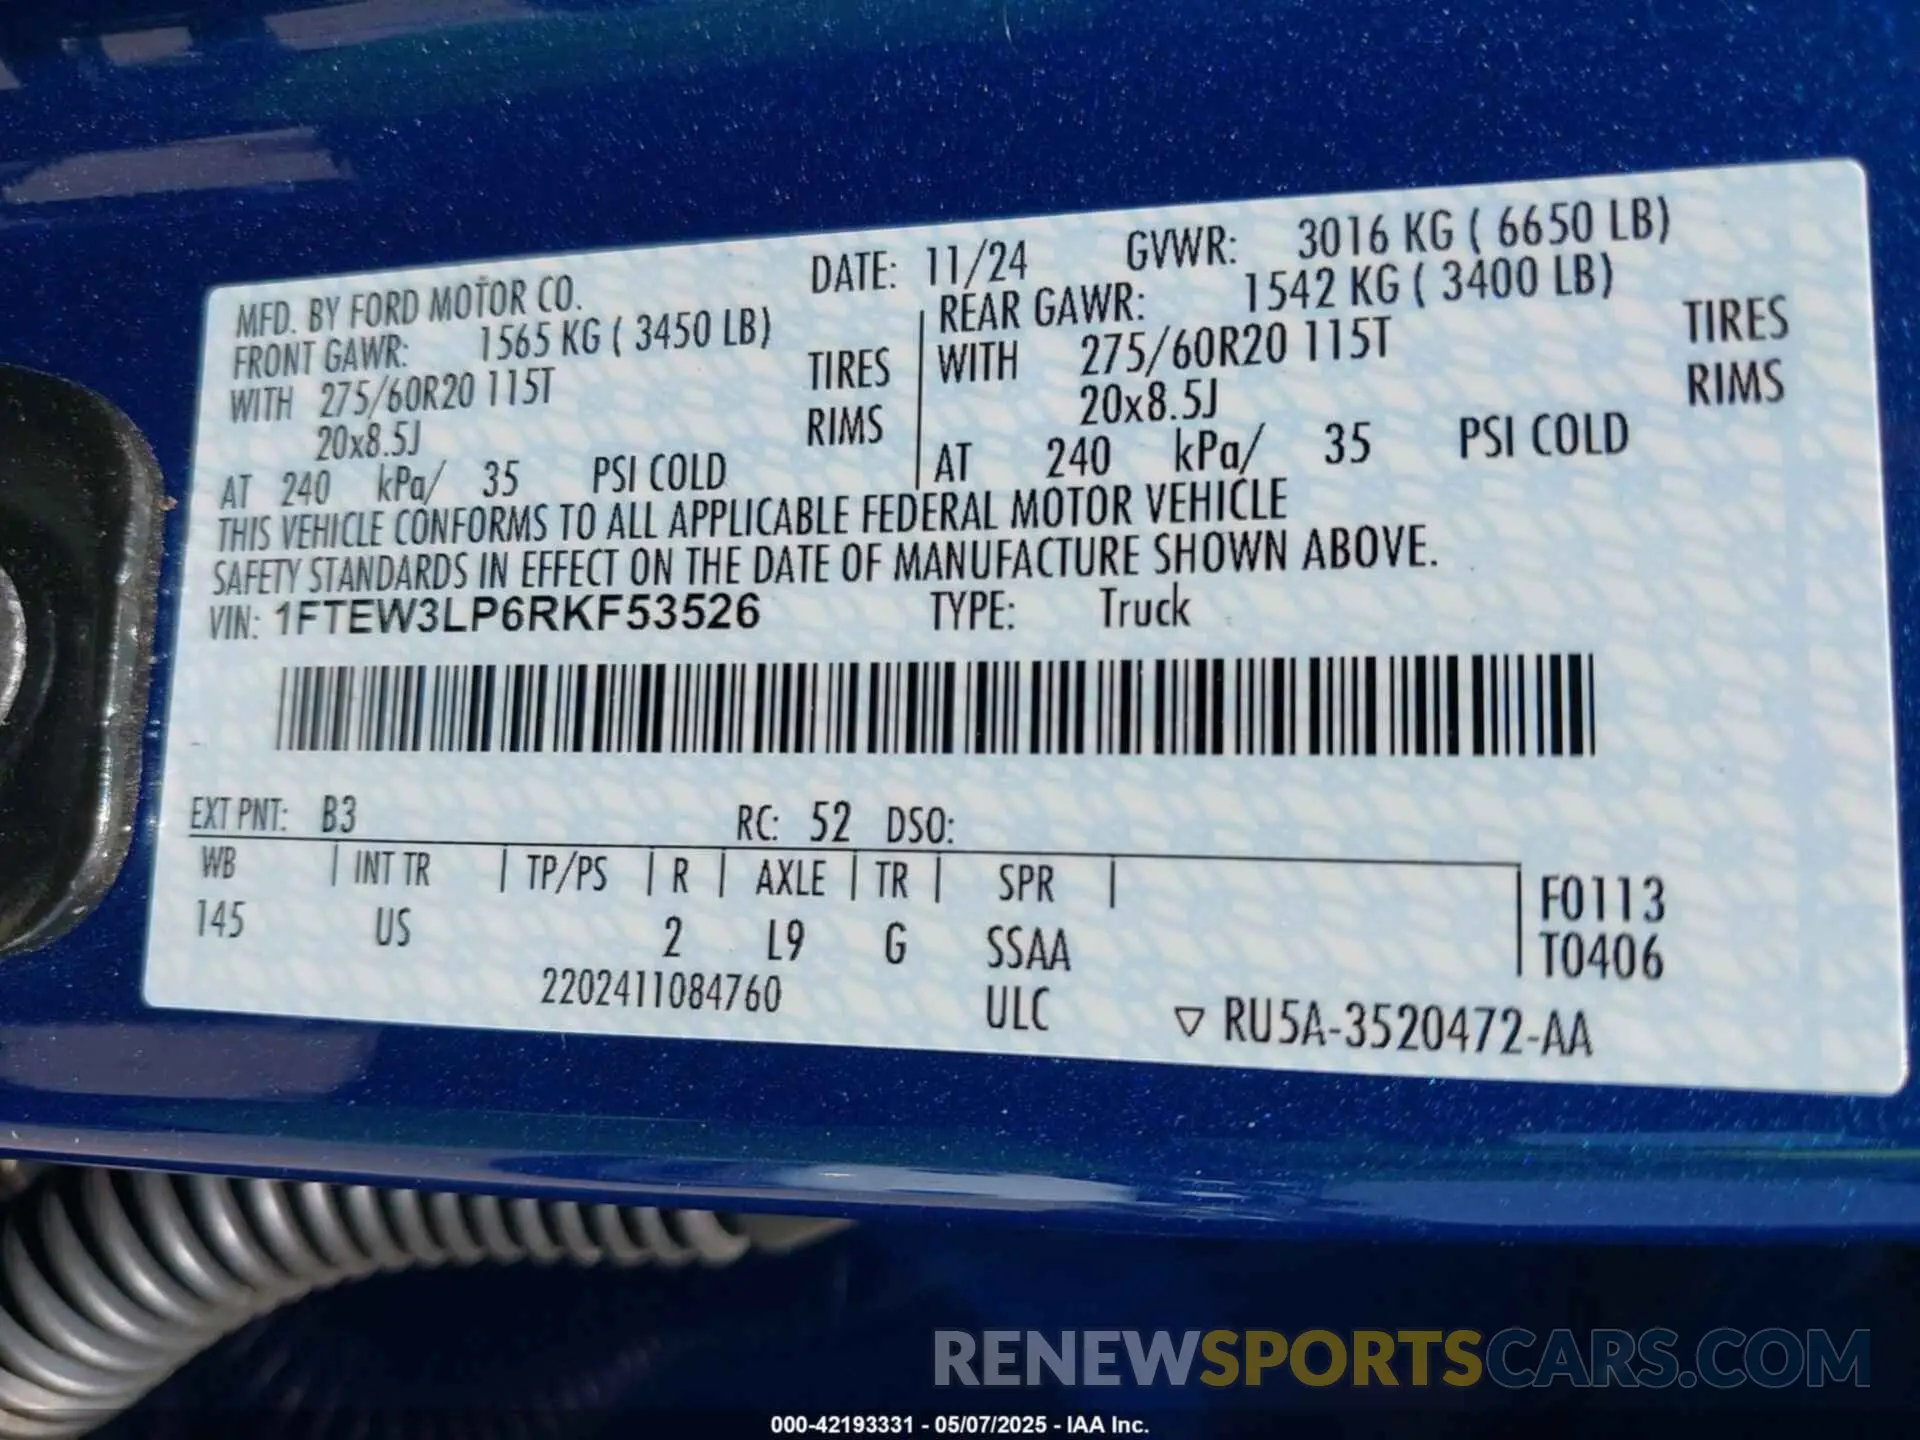 MFD. BY FORD MOTOR CO. DATE: 11/24 GVWR: 3016 KG ( 6650 LB)
FRONT GAWR: 1565 KG ( 3450 LB) REAR GAWR: 1542 KG ( 3400 LB)
WITH 275/60R20 115T TIRES WITH 275/60R20 115T TIRES
20x8.5J RIMS 20x8.5J RIMS
AT 240 kPa/ 35 PSI COLD AT 240 kPa/ 35 PSI COLD
THIS VEHICLE CONFORMS TO ALL APPLICABLE FEDERAL MOTOR VEHICLE
SAFETY STANDARDS IN EFFECT ON THE DATE OF MANUFACTURE SHOWN ABOVE.
VIN: 1FTEW3LP6RKF53526 TYPE: Truck
EXT PNT: B3 RC: 52 DSO:
WB INT TR TP/PS R AXLE TR SPR F0113
145 US 2 L9 G SSAA T0406
2202411084760 ULC ▽ RU5A-3520472-AA
RENEWSPORTSCARS.COM
000-42193331 - 05/07/2025 - IAA Inc.